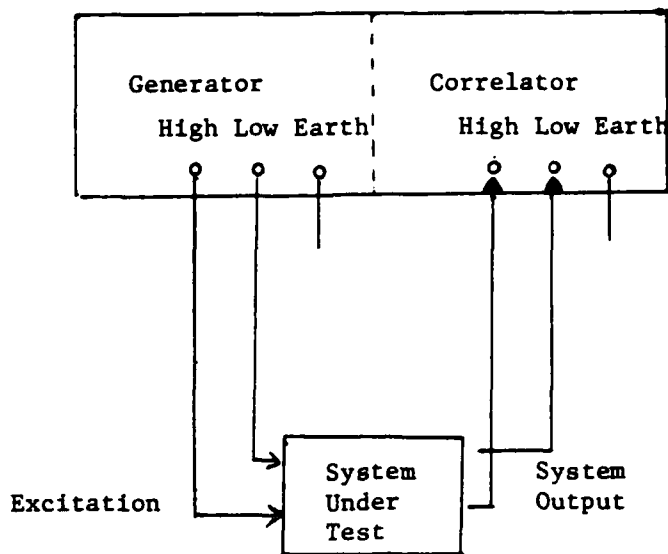 Generator Correlator
High Low Earth High Low Earth
Excitation
System
Under
Test
System
Output